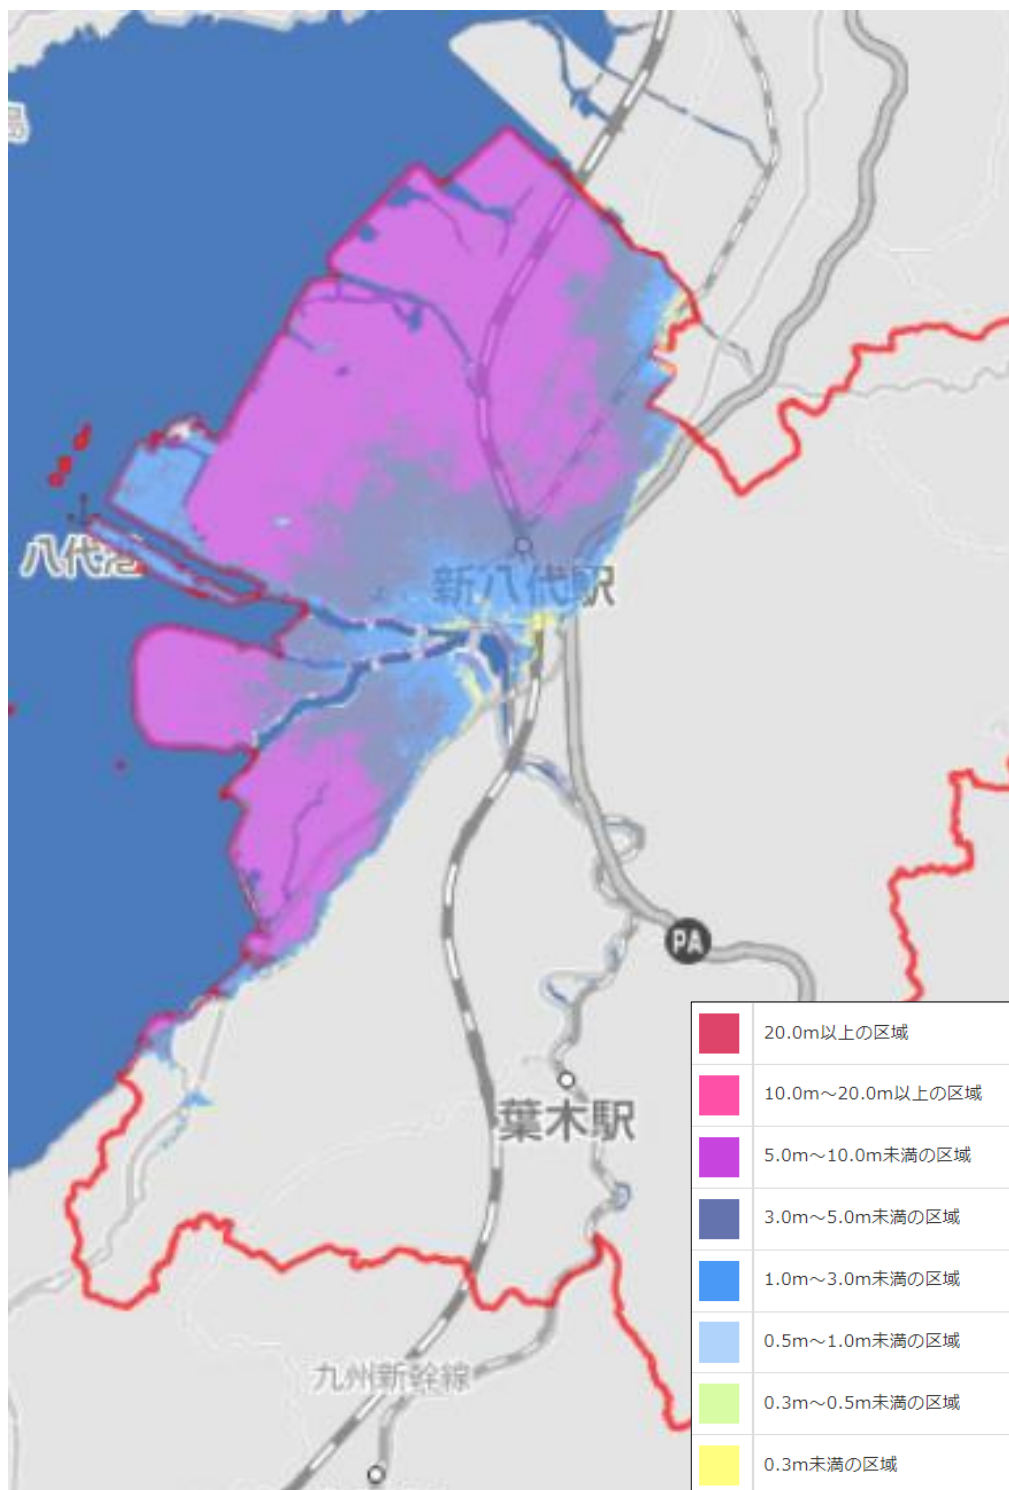 島
八代港
新八代駅
PA
葉木駅
九州新幹線
20.0m以上の区域
10.0m～20.0m以上の区域
5.0m～10.0m未満の区域
3.0m～5.0m未満の区域
1.0m～3.0m未満の区域
0.5m～1.0m未満の区域
0.3m～0.5m未満の区域
0.3m未満の区域